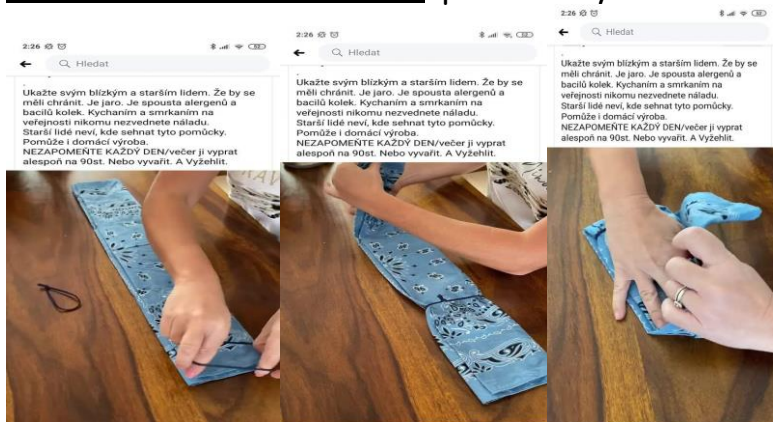 2:26
Hledat
.
Ukažte svým blízkým a starším lidem. Že by se
měli chránit. Je jaro. Je spousta alergenů a
bacilů kolek. Kychaním a smrkaním na
veřejnosti nikomu nezvednete náladu.
Starší lidé neví, kde sehnat tyto pomůcky.
Pomůže i domácí výroba.
NEZAPOMEŇTE KAŽDÝ DEN/večer ji vyprat
alespoň na 90st. Nebo vyvařit. A Vyžehlit.
2:26
Hledat
.
Ukažte svým blízkým a starším lidem. Že by se
měli chránit. Je jaro. Je spousta alergenů a
bacilů kolek. Kychaním a smrkaním na
veřejnosti nikomu nezvednete náladu.
Starší lidé neví, kde sehnat tyto pomůcky.
Pomůže i domácí výroba.
NEZAPOMEŇTE KAŽDÝ DEN/večer ji vyprat
alespoň na 90st. Nebo vyvařit. A Vyžehlit.
2:26
Hledat
.
Ukažte svým blízkým a starším lidem. Že by se
měli chránit. Je jaro. Je spousta alergenů a
bacilů kolek. Kychaním a smrkaním na
veřejnosti nikomu nezvednete náladu.
Starší lidé neví, kde sehnat tyto pomůcky.
Pomůže i domácí výroba.
NEZAPOMEŇTE KAŽDÝ DEN/večer ji vyprat
alespoň na 90st. Nebo vyvařit. A Vyžehlit.